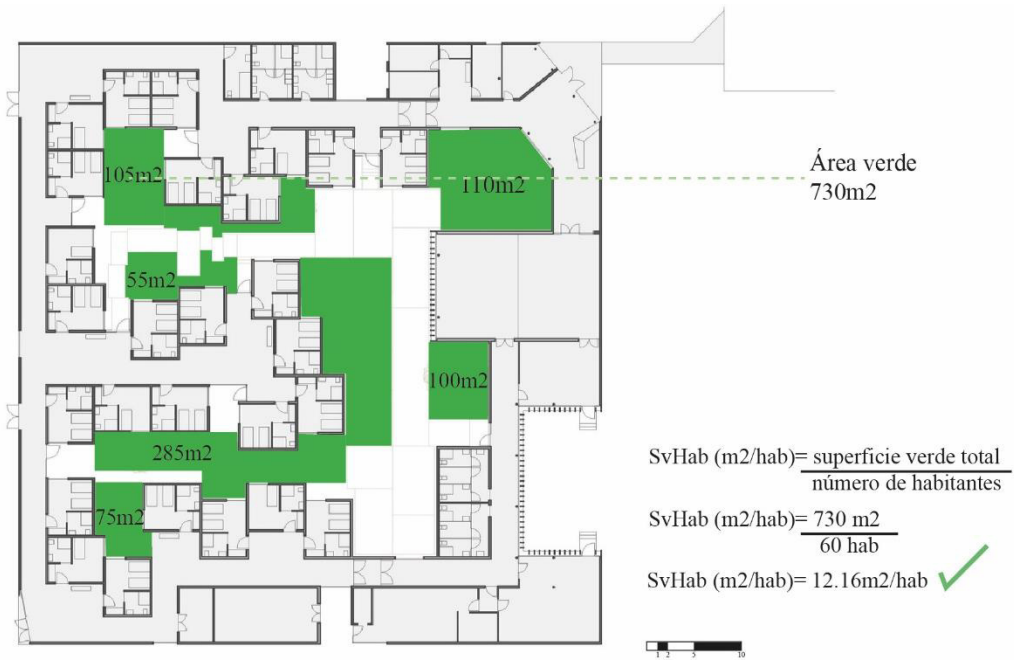 105m2
110m2
Área verde
730m2
55m2
100m2
285m2
75m2
SvHab (m2/hab)= superficie verde total
número de habitantes
SvHab (m2/hab)= 730 m2
60 hab
SvHab (m2/hab)= 12.16m2/hab
1 2 5 10